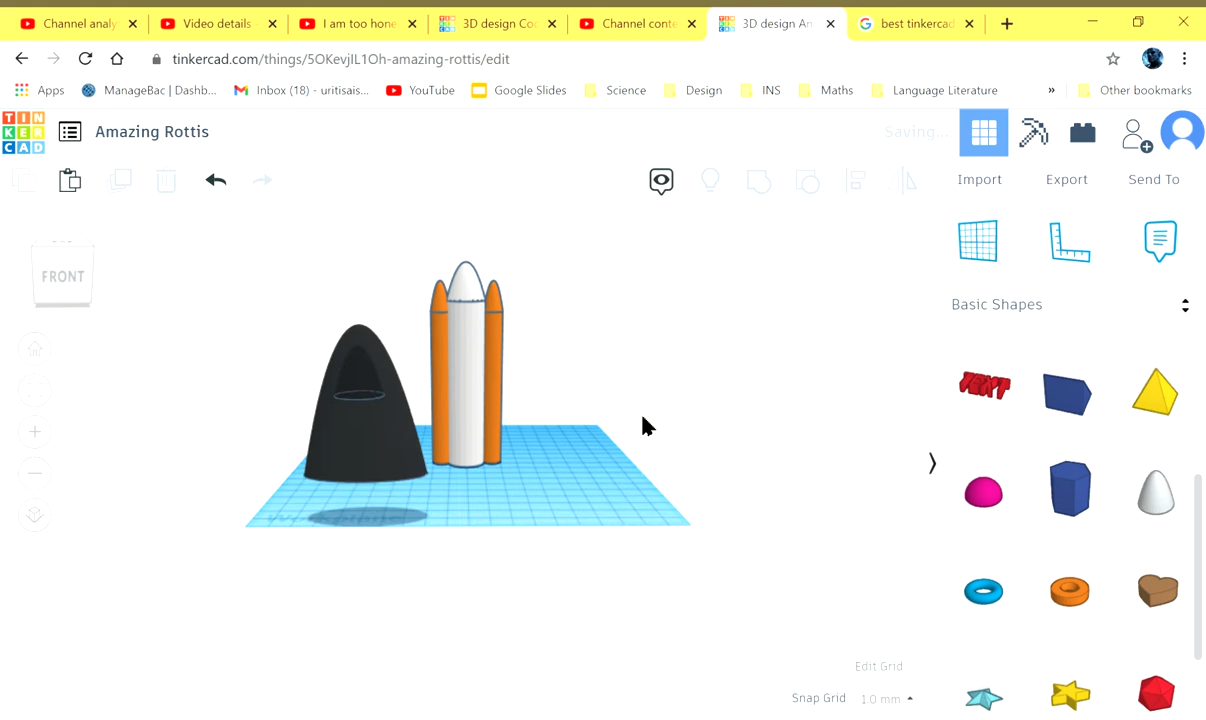 Channel analy
Video details
I am too hone
3D design Coo
Channel conte
3D design Am
best tinkercad
tinkercad.com/things/5OKevjIL1Oh-amazing-rottis/edit
Apps
ManageBac | Dashb...
Inbox (18) - uritisais...
YouTube
Google Slides
Science
Design
INS
Maths
Language Literature
»
Other bookmarks
TIN
KER
CAD
Amazing Rottis
Saving...
Import
Export
Send To
FRONT
Basic Shapes
TEXT
Edit Grid
Snap Grid
1.0 mm